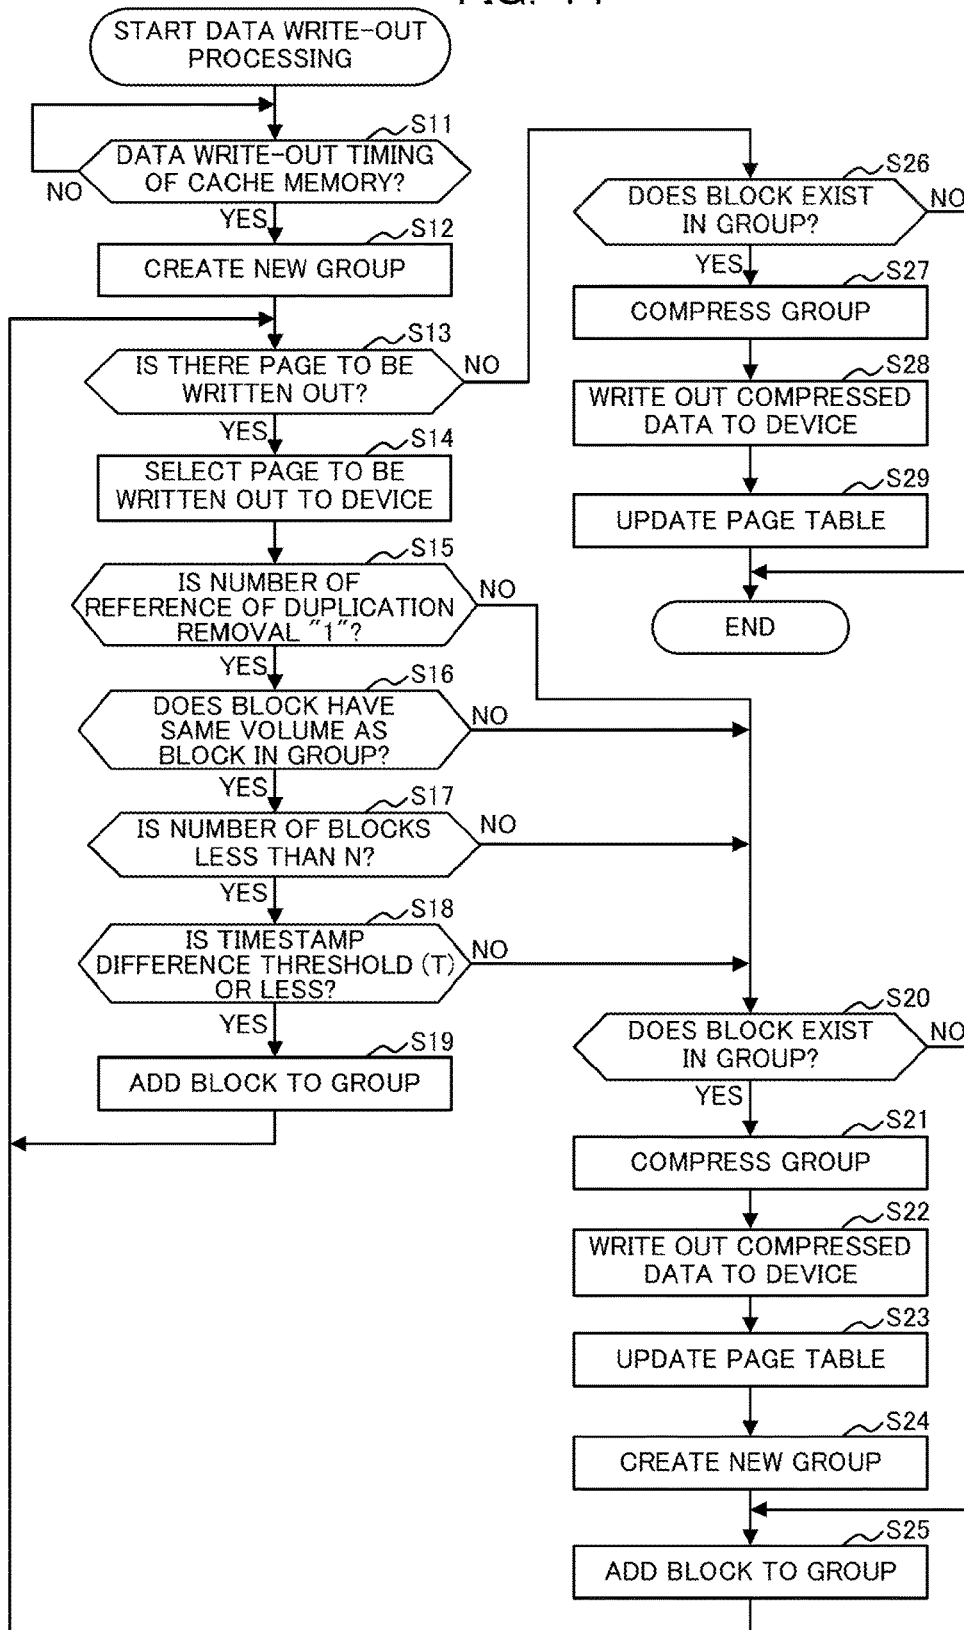 START DATA WRITE-OUT
PROCESSING
S11
DATA WRITE-OUT TIMING
OF CACHE MEMORY?
NO
YES
S12
CREATE NEW GROUP
S13
IS THERE PAGE TO BE
WRITTEN OUT?
NO
YES
S14
SELECT PAGE TO BE
WRITTEN OUT TO DEVICE
S15
IS NUMBER OF
REFERENCE OF DUPLICATION
REMOVAL "1"?
NO
YES
S16
DOES BLOCK HAVE
SAME VOLUME AS
BLOCK IN GROUP?
NO
YES
S17
IS NUMBER OF BLOCKS
LESS THAN N?
NO
YES
S18
IS TIMESTAMP
DIFFERENCE THRESHOLD (T)
OR LESS?
NO
YES
S19
ADD BLOCK TO GROUP
S26
DOES BLOCK EXIST
IN GROUP?
NO
YES
S27
COMPRESS GROUP
S28
WRITE OUT COMPRESSED
DATA TO DEVICE
S29
UPDATE PAGE TABLE
END
S20
DOES BLOCK EXIST
IN GROUP?
NO
YES
S21
COMPRESS GROUP
S22
WRITE OUT COMPRESSED
DATA TO DEVICE
S23
UPDATE PAGE TABLE
S24
CREATE NEW GROUP
S25
ADD BLOCK TO GROUP